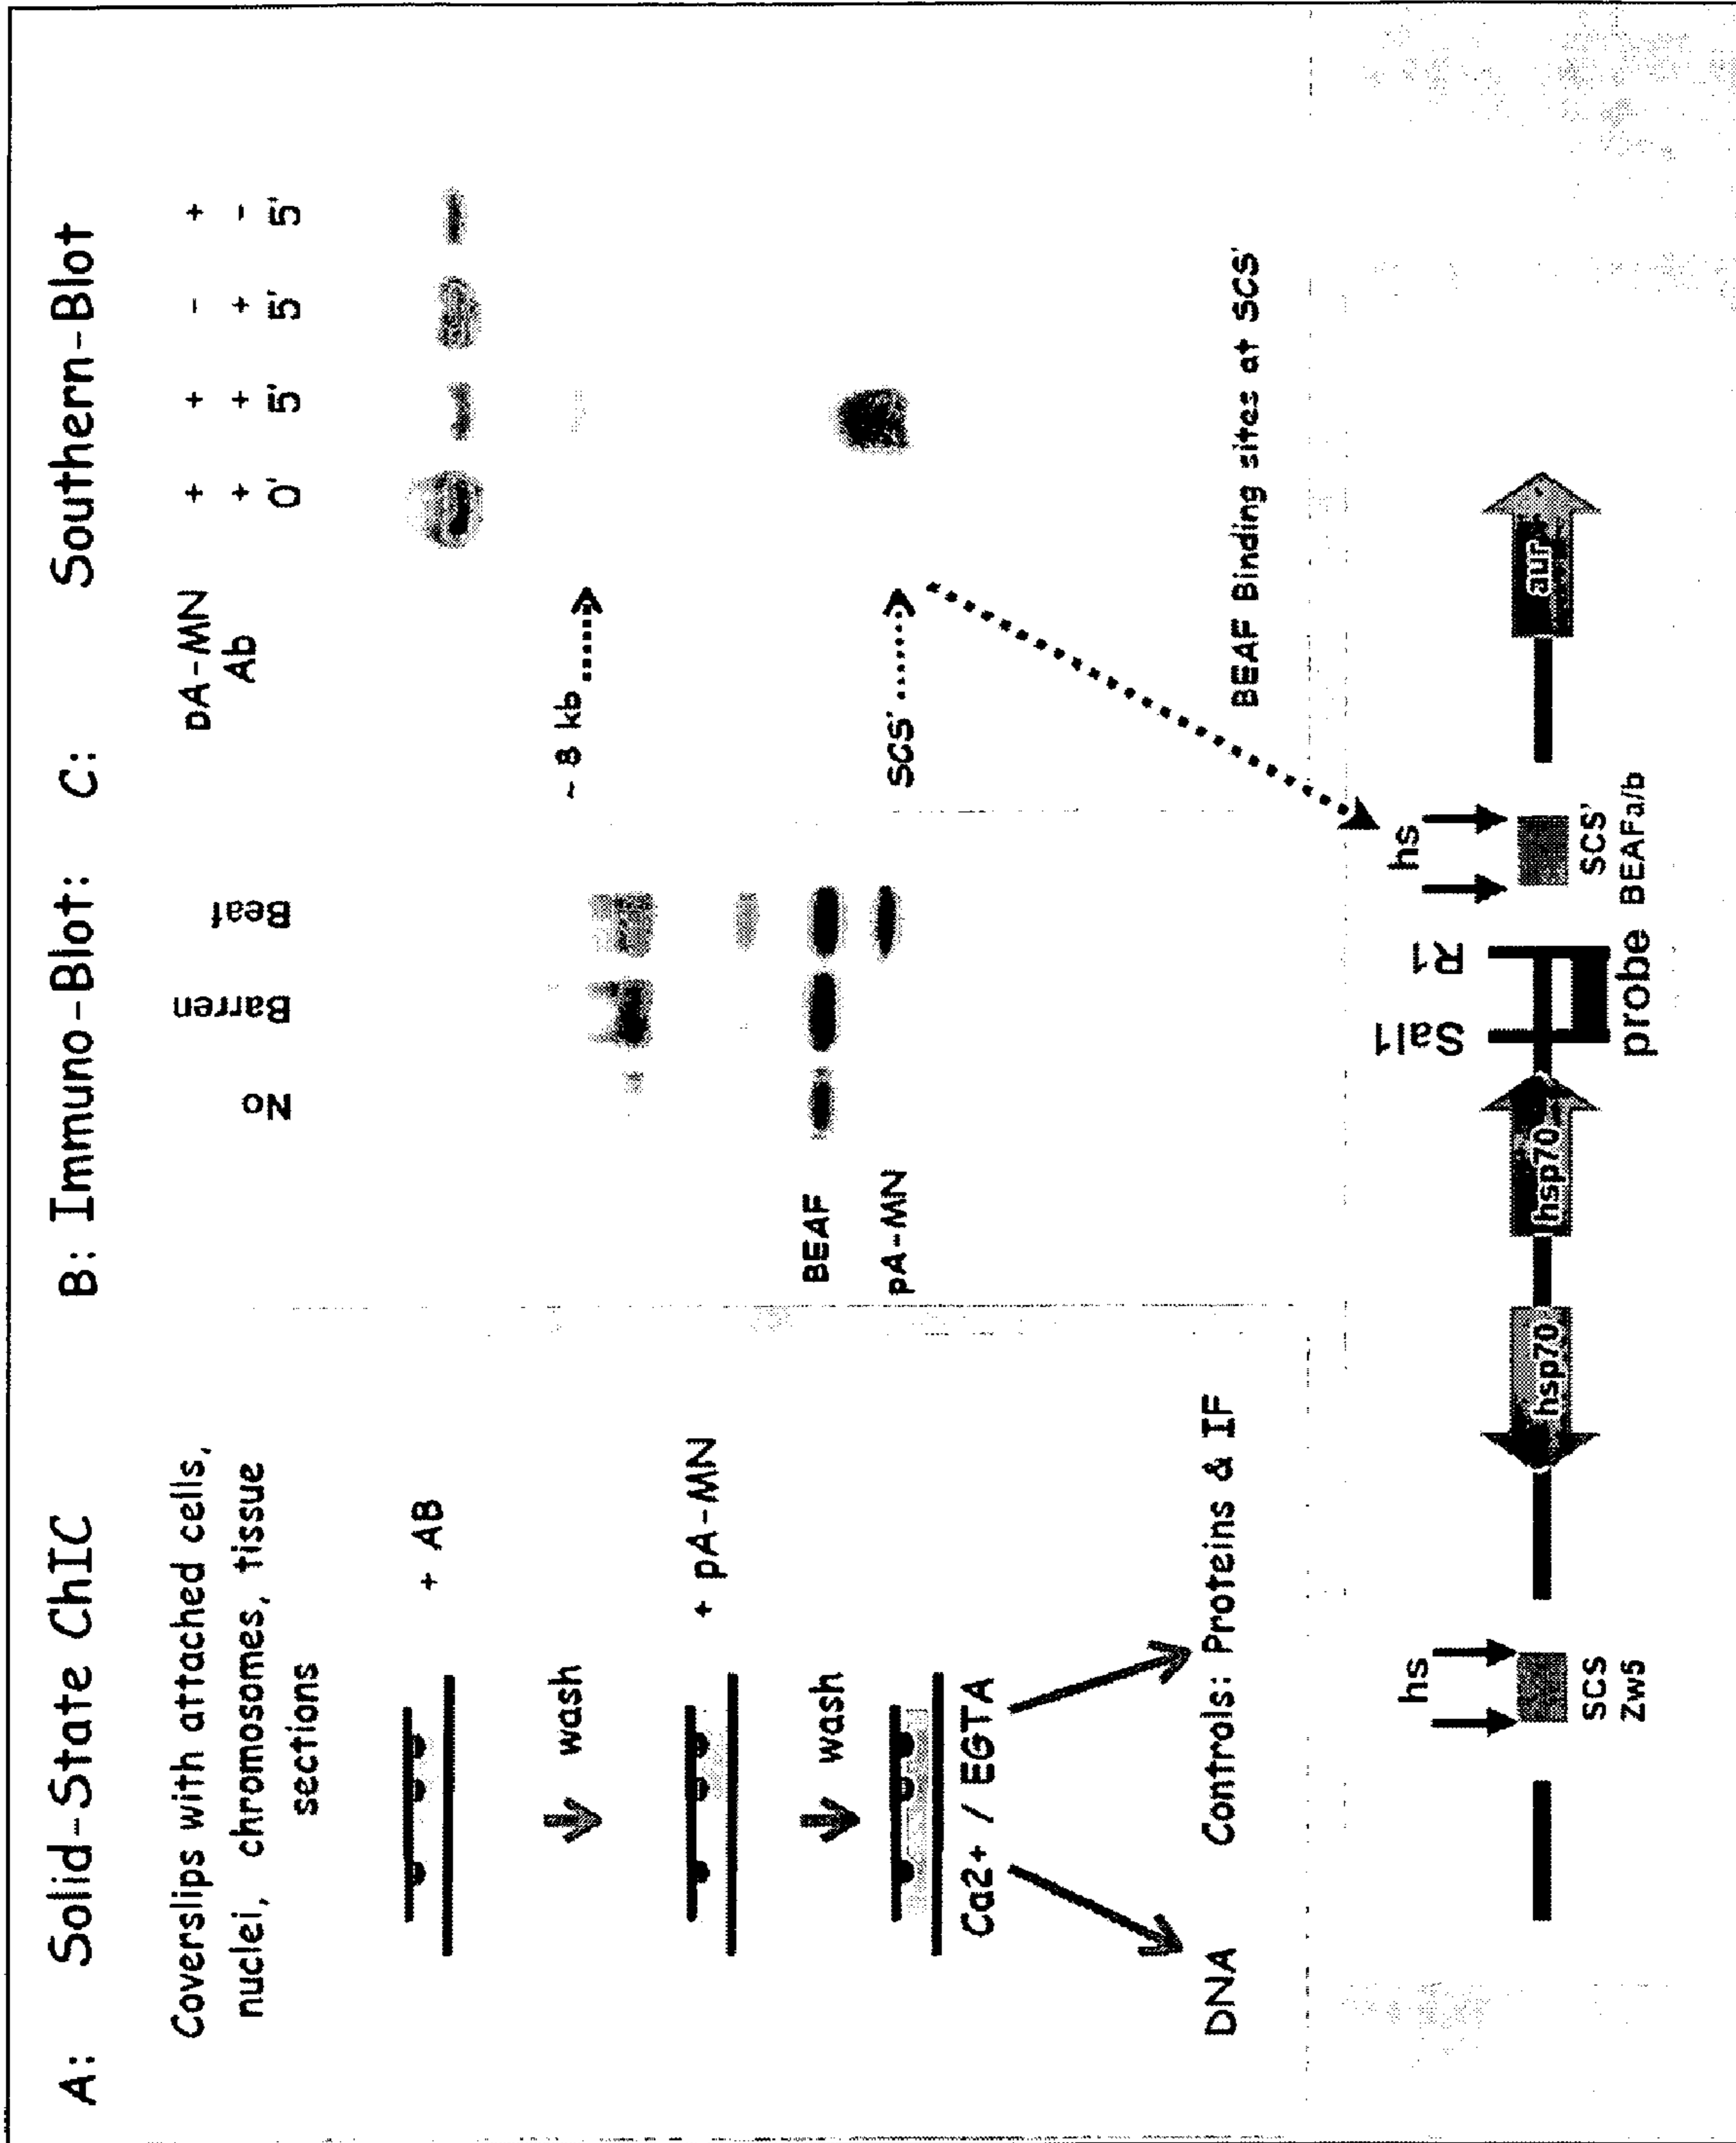 A: Solid-State ChIC
Coverslips with attached cells,
nuclei, chromosomes, tissue
sections
+ AB
wash
+ pA-MN
wash
Ca2+ / EGTA
DNA
Controls: Proteins & IF
B: Immuno-Blot:
No
Barren
Beaf
BEAF
pA-MN
C: Southern-Blot
pA-MN + + - +
Ab + + + -
0' 5' 5' 5'
~ 8 kb
SCS'
BEAF Binding sites at SCS'
hs
SCS
Zw5
hsp70
hsp70
Sal1
R1
probe
hs
SCS'
BEAFa/b
aur